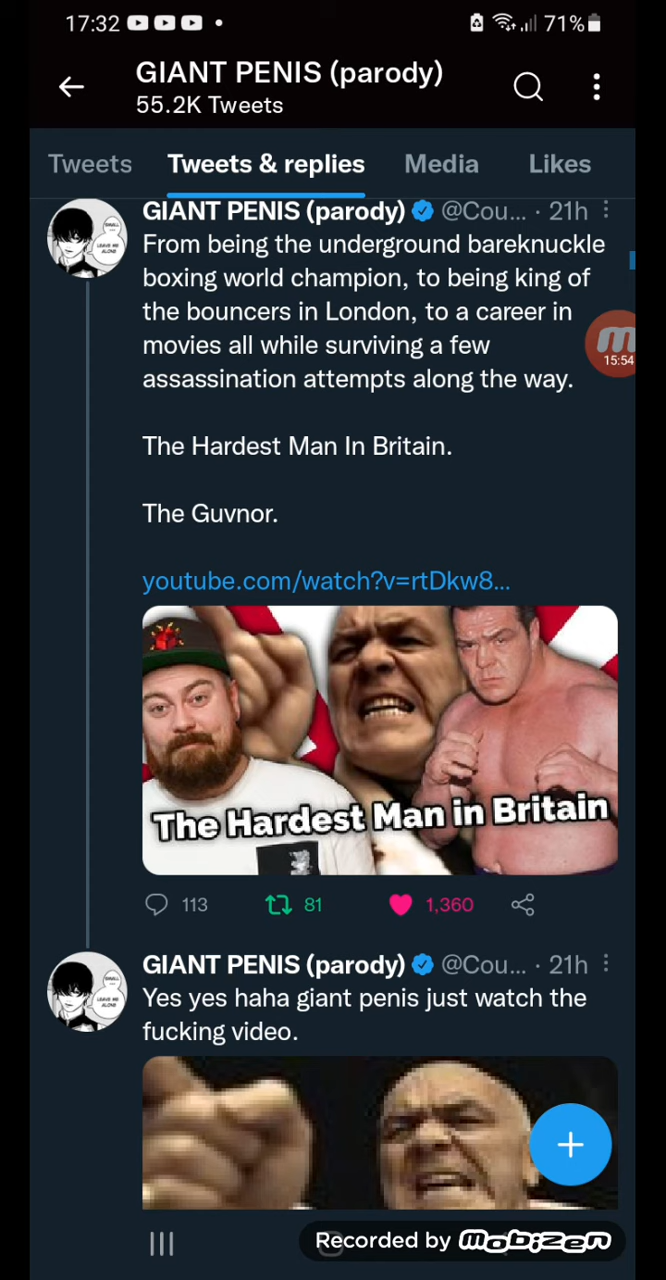 17:32
71%
GIANT PENIS (parody)
55.2K Tweets
Tweets
Tweets & replies
Media
Likes
GIANT PENIS (parody) @Cou... · 21h
From being the underground bareknuckle
boxing world champion, to being king of
the bouncers in London, to a career in
movies all while surviving a few
assassination attempts along the way.
15:54
The Hardest Man In Britain.
The Guvnor.
youtube.com/watch?v=rtDkw8...
The Hardest Man in Britain
113
81
1,360
GIANT PENIS (parody) @Cou... · 21h
Yes yes haha giant penis just watch the
fucking video.
Recorded by mobizen